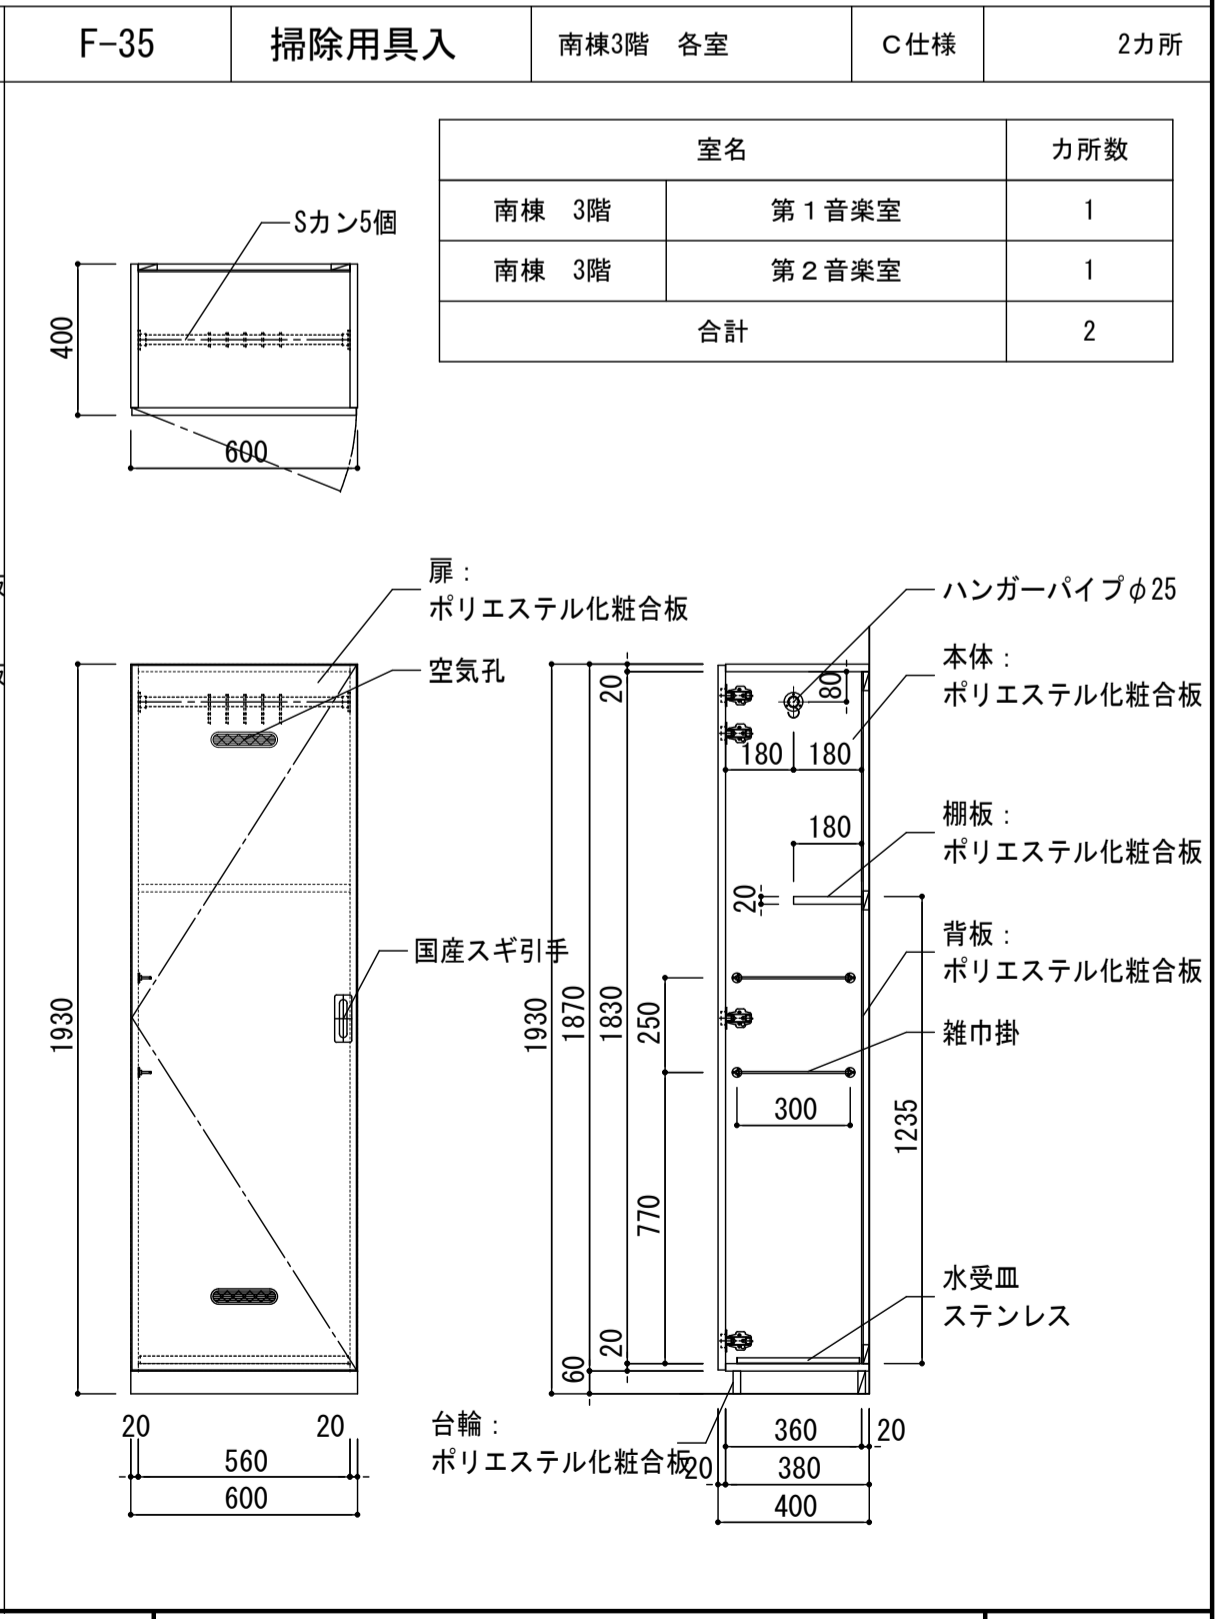 F-35 掃除用具入 南棟3階 各室 C仕様 2カ所
室名 カ所数
南棟 3階 第1音楽室 1
南棟 3階 第2音楽室 1
合計 2
Sカン5個
400
600
扉：
ポリエステル化粧合板
空気孔
国産スギ引手
1930
20 20
560
600
ハンガーパイプφ25
本体：
ポリエステル化粧合板
棚板：
ポリエステル化粧合板
背板：
ポリエステル化粧合板
雑巾掛
水受皿
ステンレス
台輪：
ポリエステル化粧合板
20
80
180 180
180
20
1930
1870
1830
250
300
1235
770
20
60
360 20
20 380
400